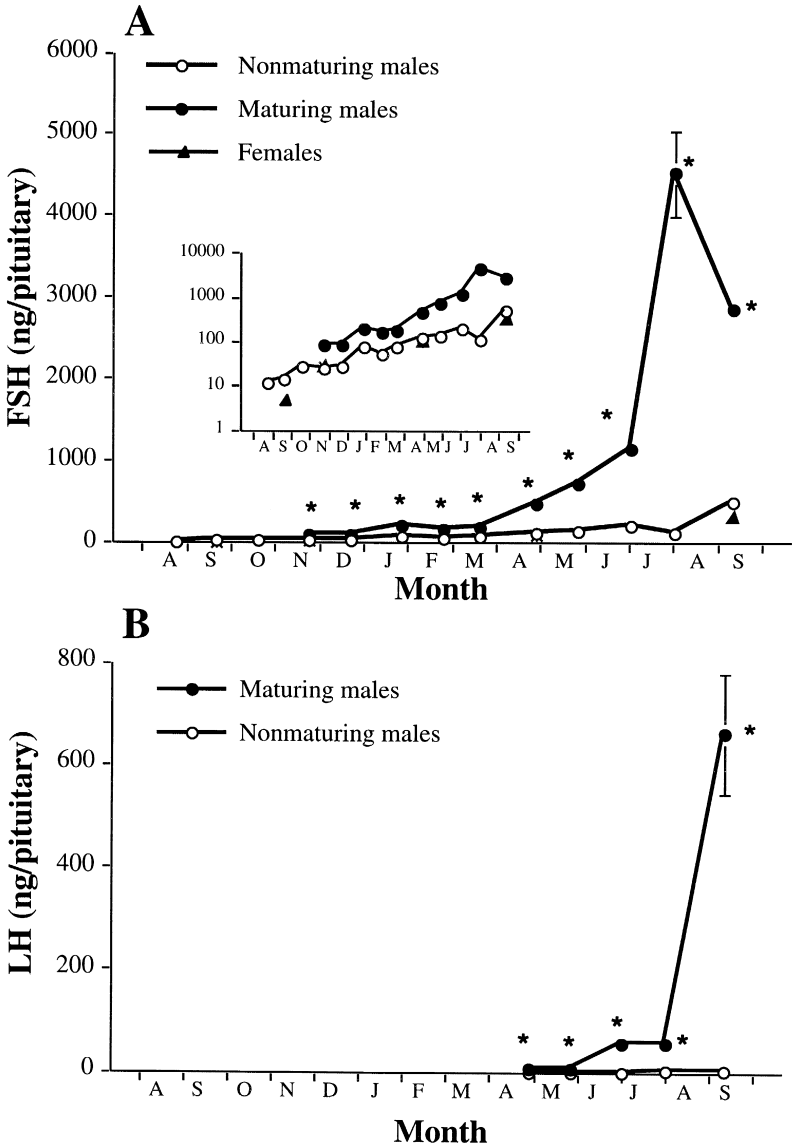 A
6000
5000
4000
3000
2000
1000
0
FSH (ng/pituitary)
Nonmaturing males
Maturing males
Females
10000
1000
100
10
1
A S O N D J F M A M J J A S
* * * * * * * * * *
A S O N D J F M A M J J A S
Month
B
800
600
400
200
0
LH (ng/pituitary)
Maturing males
Nonmaturing males
* * * * *
A S O N D J F M A M J J A S
Month